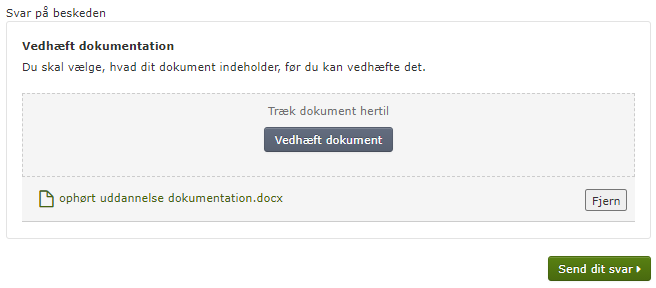 Svar på beskeden
Vedhæft dokumentation
Du skal vælge, hvad dit dokument indeholder, før du kan vedhæfte det.
Træk dokument hertil
Vedhæft dokument
ophørt uddannelse dokumentation.docx
Fjern
Send dit svar